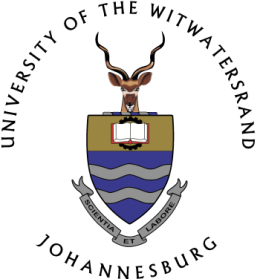 UNIVERSITY OF THE WITWATERSRAND
SCIENTIA ET LABORE
JOHANNESBURG